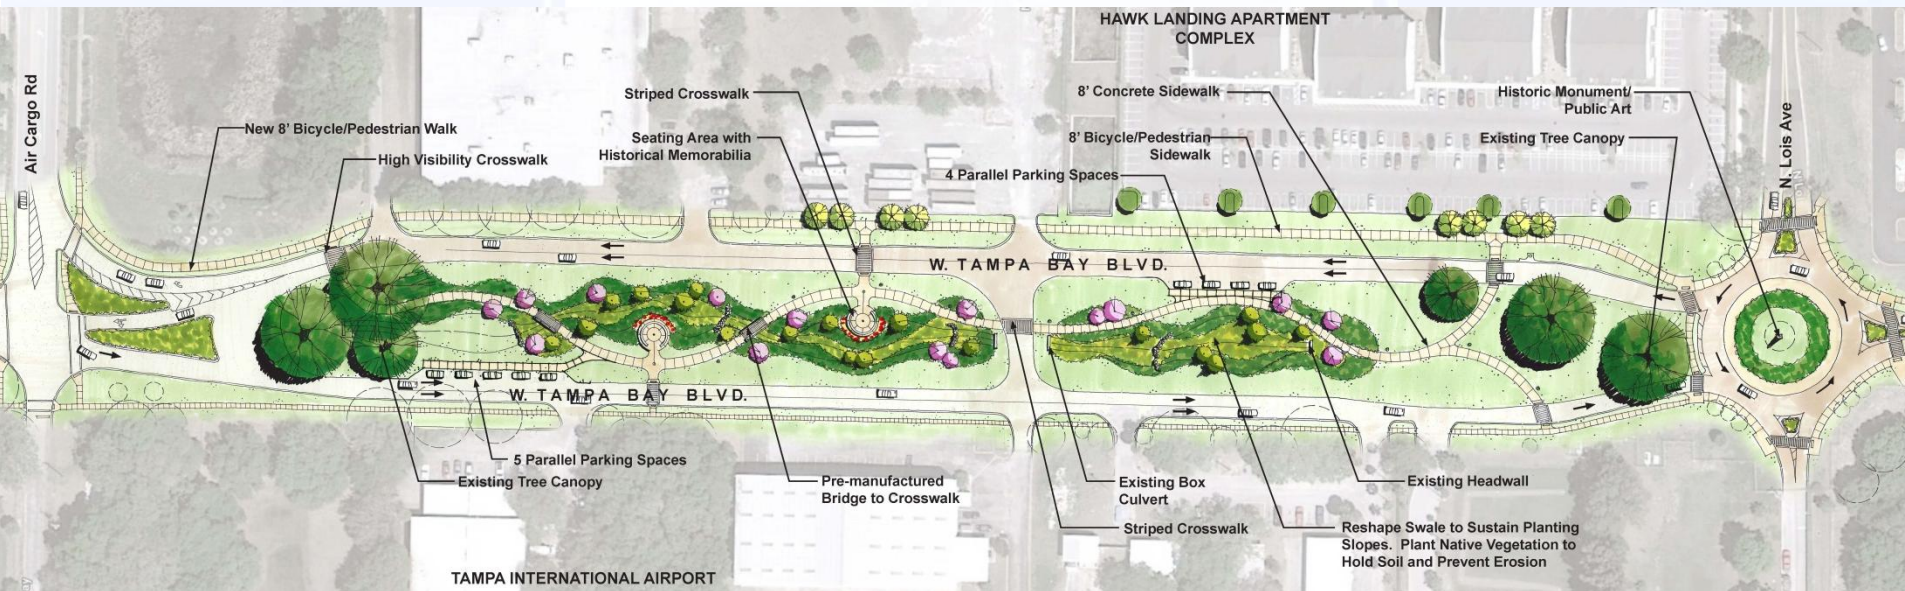 HAWK LANDING APARTMENT
COMPLEX
Air Cargo Rd
New 8' Bicycle/Pedestrian Walk
High Visibility Crosswalk
Striped Crosswalk
Seating Area with
Historical Memorabilia
8' Concrete Sidewalk
8' Bicycle/Pedestrian
Sidewalk
4 Parallel Parking Spaces
Historic Monument/
Public Art
Existing Tree Canopy
N. Lois Ave
W. TAMPA BAY BLVD.
W. TAMPA BAY BLVD.
5 Parallel Parking Spaces
Existing Tree Canopy
Pre-manufactured
Bridge to Crosswalk
Existing Box
Culvert
Striped Crosswalk
Existing Headwall
Reshape Swale to Sustain Planting
Slopes. Plant Native Vegetation to
Hold Soil and Prevent Erosion
TAMPA INTERNATIONAL AIRPORT